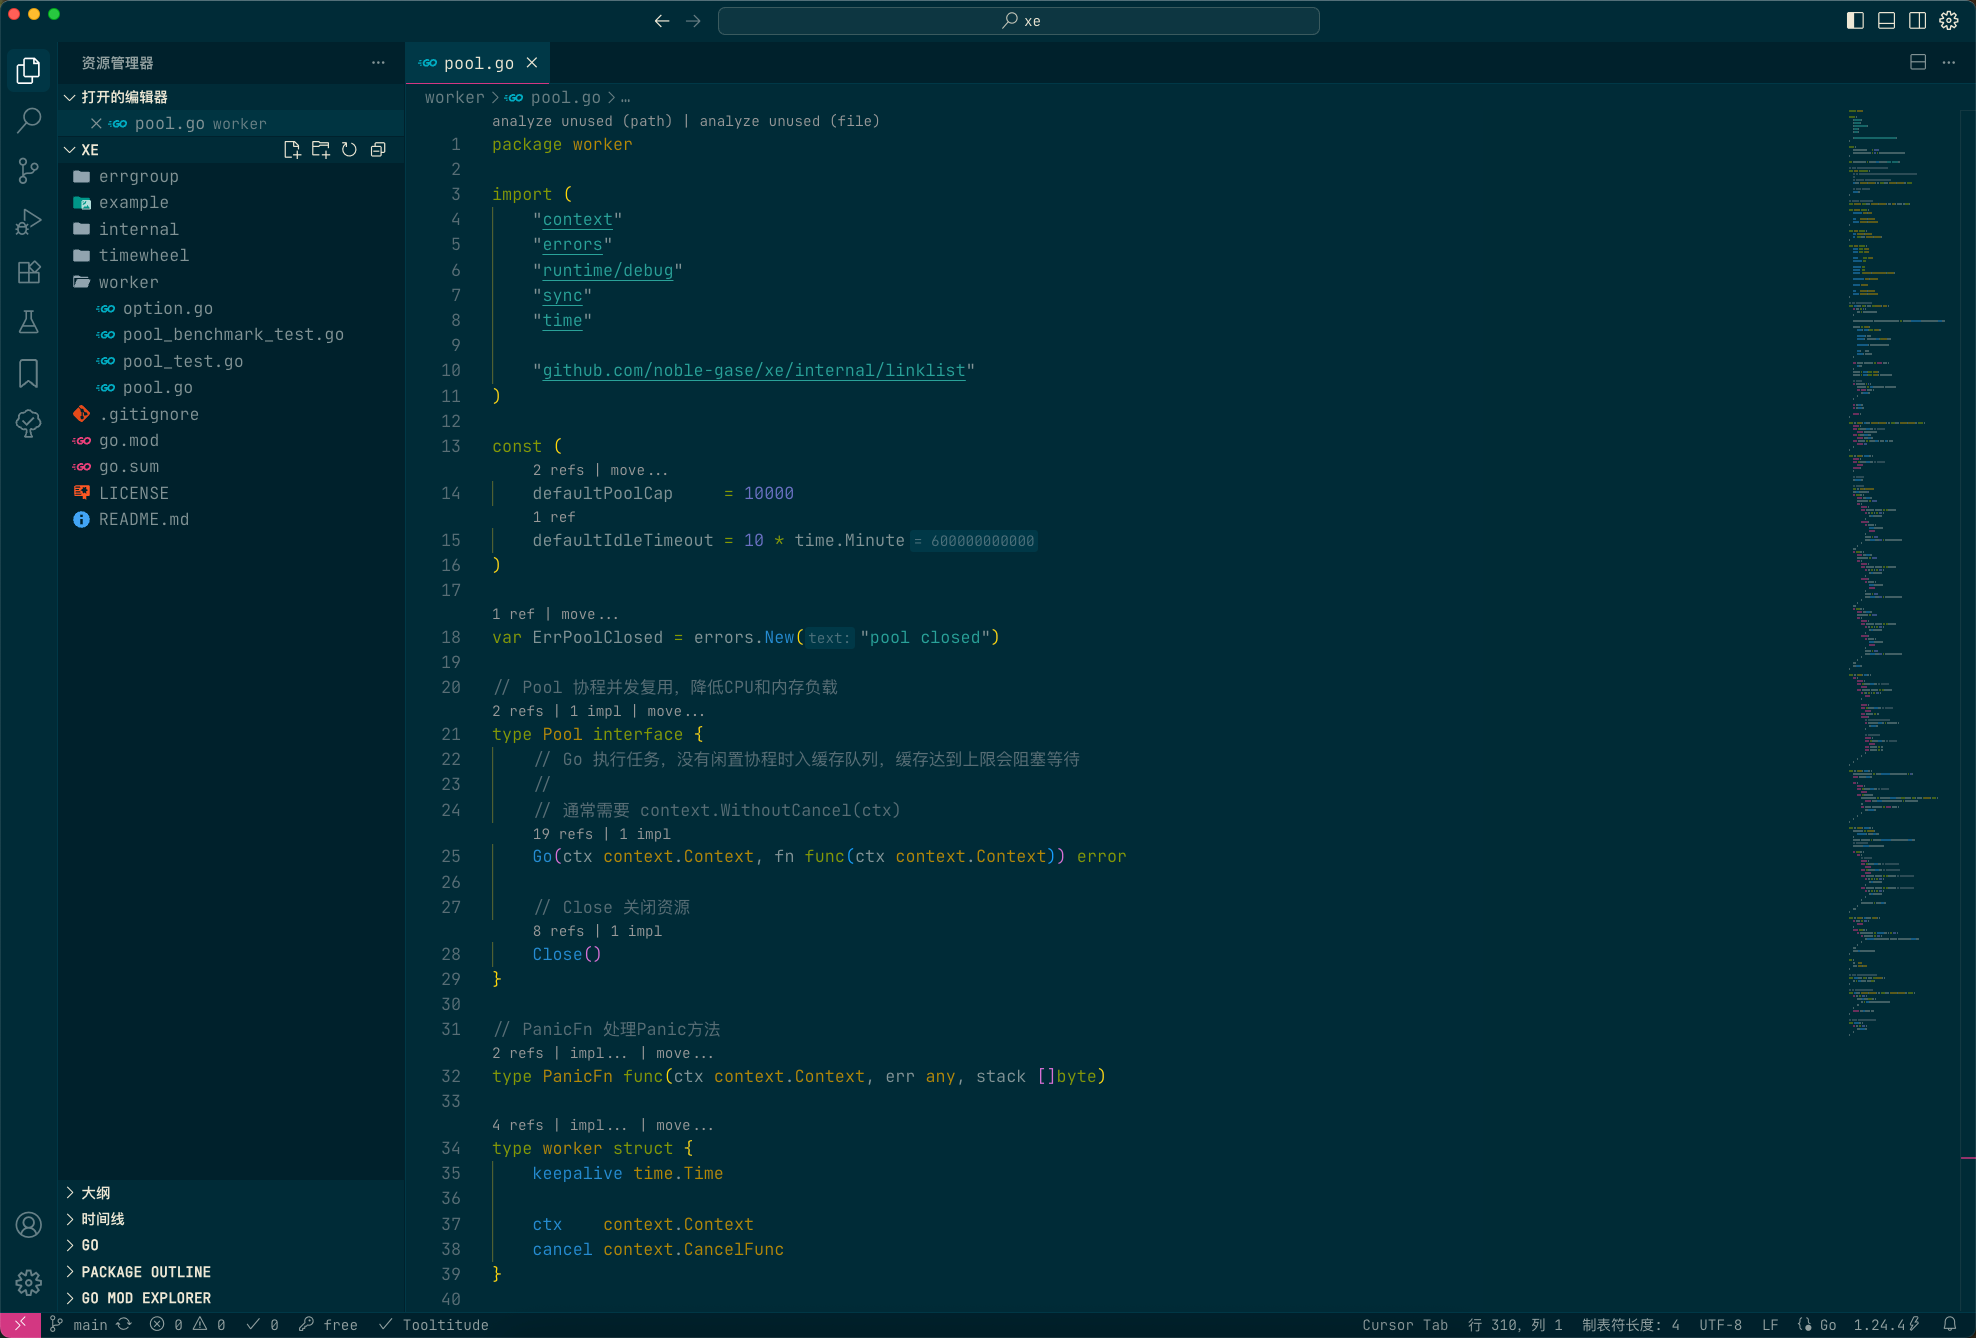 xe
资源管理器
打开的编辑器
pool.go worker
XE
errgroup
example
internal
timewheel
worker
option.go
pool_benchmark_test.go
pool_test.go
pool.go
.gitignore
go.mod
go.sum
LICENSE
README.md
大纲
时间线
GO
PACKAGE OUTLINE
GO MOD EXPLORER
pool.go
worker > pool.go > ...
analyze unused (path) | analyze unused (file)
1 package worker
2
3 import (
4 "context"
5 "errors"
6 "runtime/debug"
7 "sync"
8 "time"
9
10 "github.com/noble-gase/xe/internal/linklist"
11 )
12
13 const (
2 refs | move...
14 defaultPoolCap = 10000
1 ref
15 defaultIdleTimeout = 10 * time.Minute = 600000000000
16 )
17
1 ref | move...
18 var ErrPoolClosed = errors.New(text: "pool closed")
19
20 // Pool 协程并发复用，降低CPU和内存负载
2 refs | 1 impl | move...
21 type Pool interface {
22 // Go 执行任务，没有闲置协程时入缓存队列，缓存达到上限会阻塞等待
23 //
24 // 通常需要 context.WithoutCancel(ctx)
19 refs | 1 impl
25 Go(ctx context.Context, fn func(ctx context.Context)) error
26
27 // Close 关闭资源
8 refs | 1 impl
28 Close()
29 }
30
31 // PanicFn 处理Panic方法
2 refs | impl... | move...
32 type PanicFn func(ctx context.Context, err any, stack []byte)
33
4 refs | impl... | move...
34 type worker struct {
35 keepalive time.Time
36
37 ctx context.Context
38 cancel context.CancelFunc
39 }
40
main 0 0 0 free Tooltitude
Cursor Tab 行 310, 列 1 制表符长度: 4 UTF-8 LF Go 1.24.4